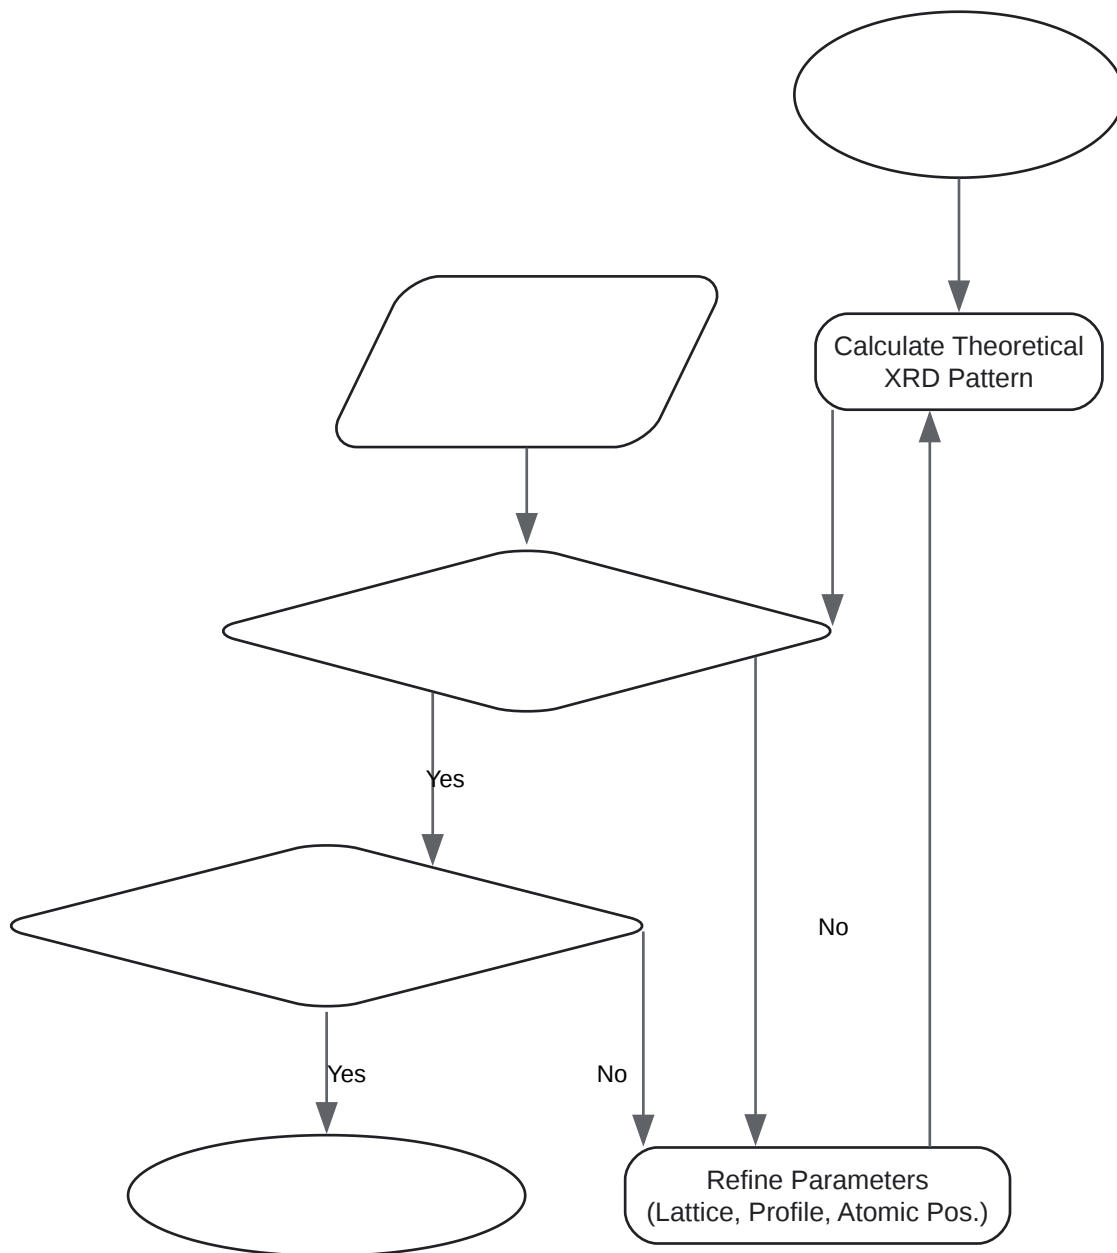 Calculate Theoretical
XRD Pattern
Yes
No
Yes
No
Refine Parameters
(Lattice, Profile, Atomic Pos.)